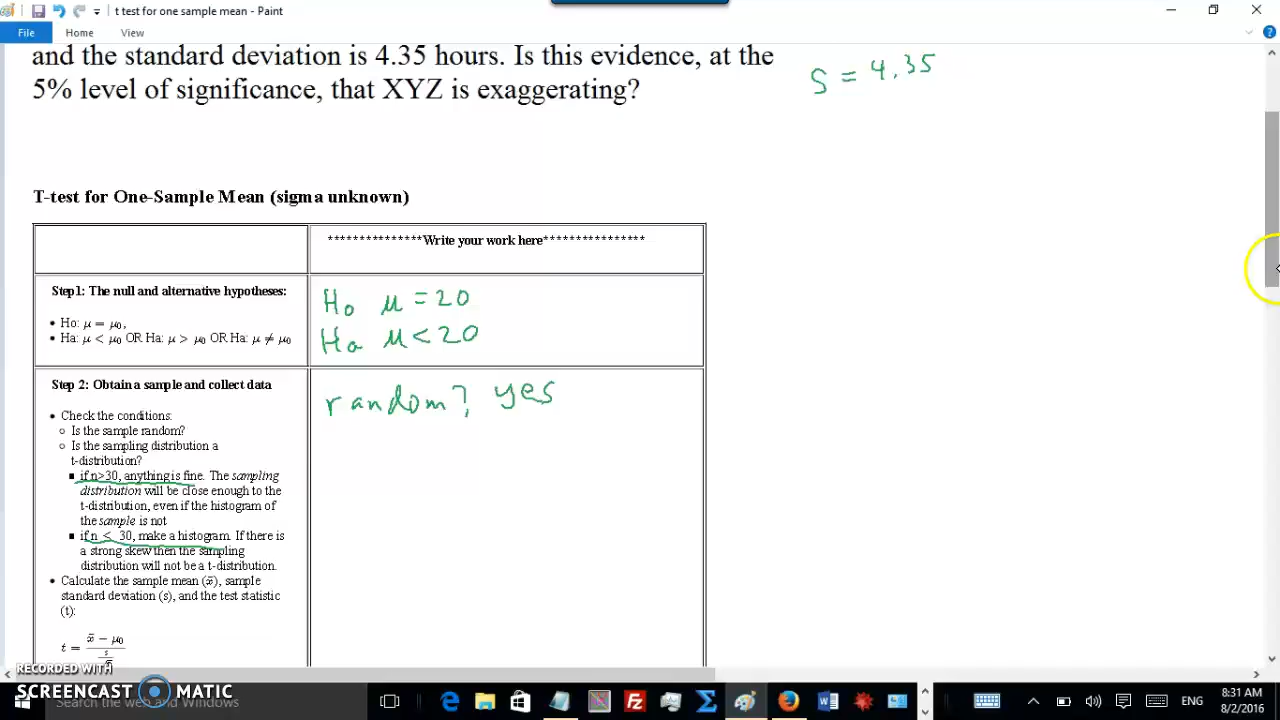 t test for one sample mean - Paint
File Home View
and the standard deviation is 4.35 hours. Is this evidence, at the
5% level of significance, that XYZ is exaggerating?
S = 4.35
T-test for One-Sample Mean (sigma unknown)
***************Write your work here****************
Step1: The null and alternative hypotheses:
• Ho: μ = μ₀,
• Ha: μ < μ₀ OR Ha: μ > μ₀ OR Ha: μ ≠ μ₀
Ho μ = 20
Ha μ < 20
Step 2: Obtain a sample and collect data
• Check the conditions:
○ Is the sample random?
○ Is the sampling distribution a
t-distribution?
■ if n>30, anything is fine. The sampling
distribution will be close enough to the
t-distribution, even if the histogram of
the sample is not
■ if n < 30, make a histogram. If there is
a strong skew then the sampling
distribution will not be a t-distribution.
• Calculate the sample mean (x̄), sample
standard deviation (s), and the test statistic
(t):
t = x̄ − μ₀
s
random? yes
RECORDED WITH
SCREENCAST MATIC
Search the web and Windows
ENG
8:31 AM
8/2/2016